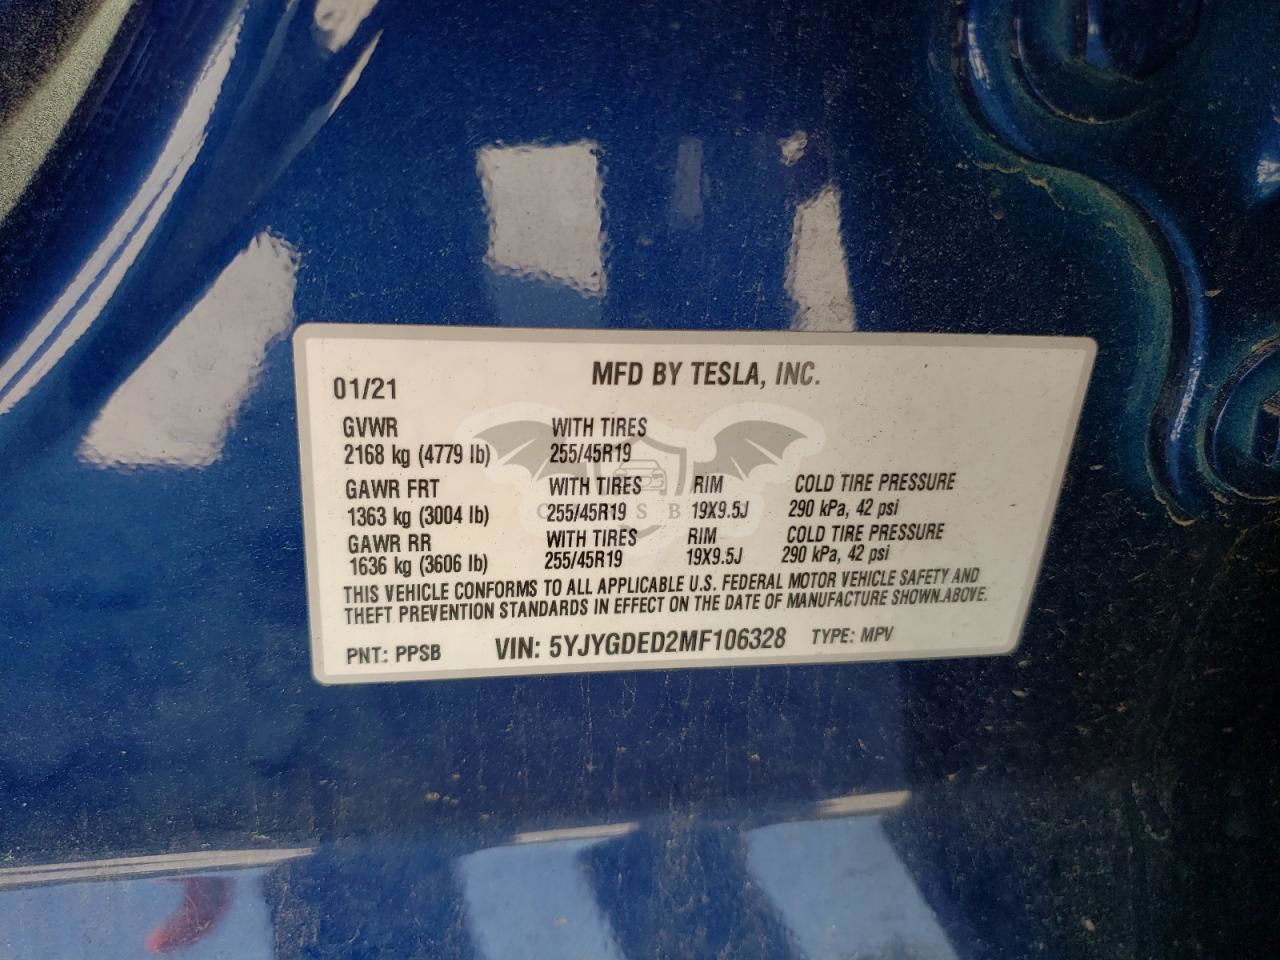 01/21 MFD BY TESLA, INC.
GVWR WITH TIRES
2168 kg (4779 lb) 255/45R19
GAWR FRT WITH TIRES RIM COLD TIRE PRESSURE
1363 kg (3004 lb) 255/45R19 19X9.5J 290 kPa, 42 psi
GAWR RR WITH TIRES RIM COLD TIRE PRESSURE
1636 kg (3606 lb) 255/45R19 19X9.5J 290 kPa, 42 psi
THIS VEHICLE CONFORMS TO ALL APPLICABLE U.S. FEDERAL MOTOR VEHICLE SAFETY AND
THEFT PREVENTION STANDARDS IN EFFECT ON THE DATE OF MANUFACTURE SHOWN ABOVE.
PNT: PPSB VIN: 5YJYGDED2MF106328 TYPE: MPV